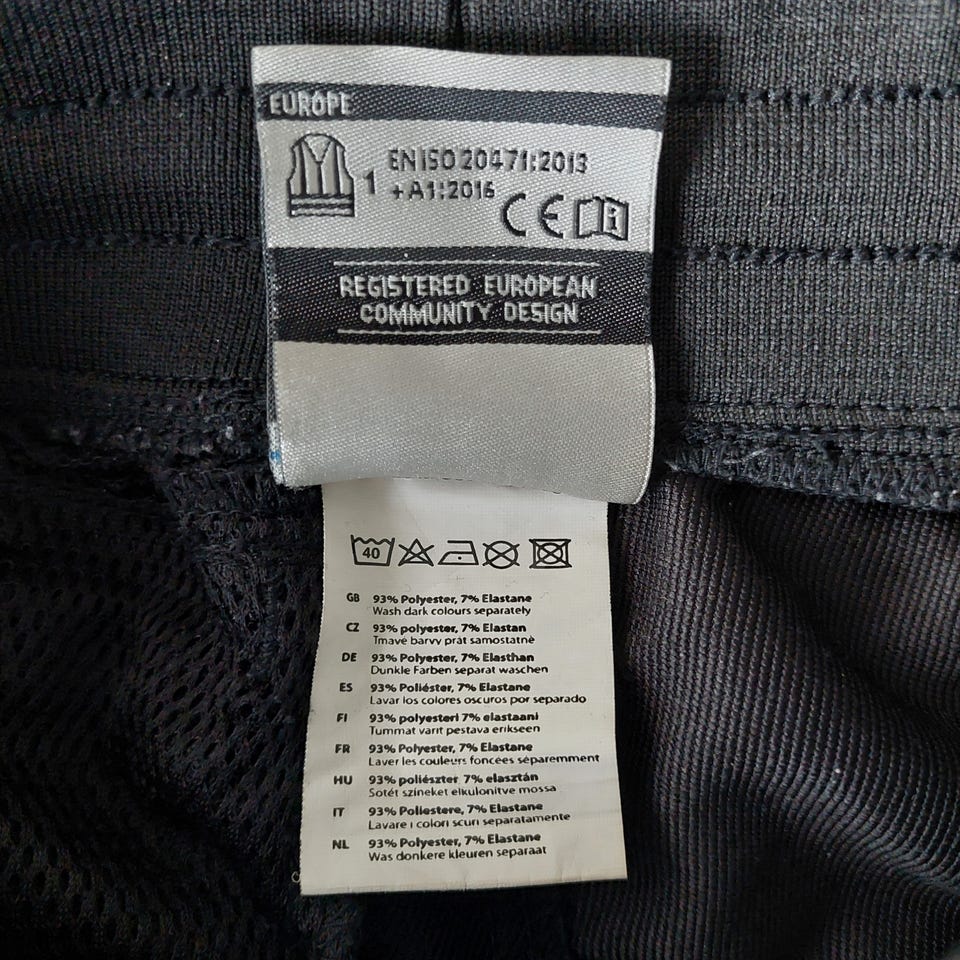 EUROPE
1
EN ISO 20471:2013
+A1:2016
CE i
REGISTERED EUROPEAN
COMMUNITY DESIGN
40
GB 93% Polyester, 7% Elastane
Wash dark colours separately
CZ 93% polyester, 7% Elastan
Tmavé barvy prát samostatně
DE 93% Polyester, 7% Elasthan
Dunkle Farben separat waschen
ES 93% Poliéster, 7% Elastane
Lavar los colores oscuros por separado
FI 93% polyesteri 7% elastaani
Tummat varit pestava erikseen
FR 93% Polyester, 7% Elastane
Laver les couleurs foncées séparemment
HU 93% poliészter 7% elasztán
Sotét színeket elkulonitve mossa
IT 93% Poliestere, 7% Elastane
Lavare i colori scuri separatamente
NL 93% Polyester, 7% Elastane
Was donkere kleuren separaat